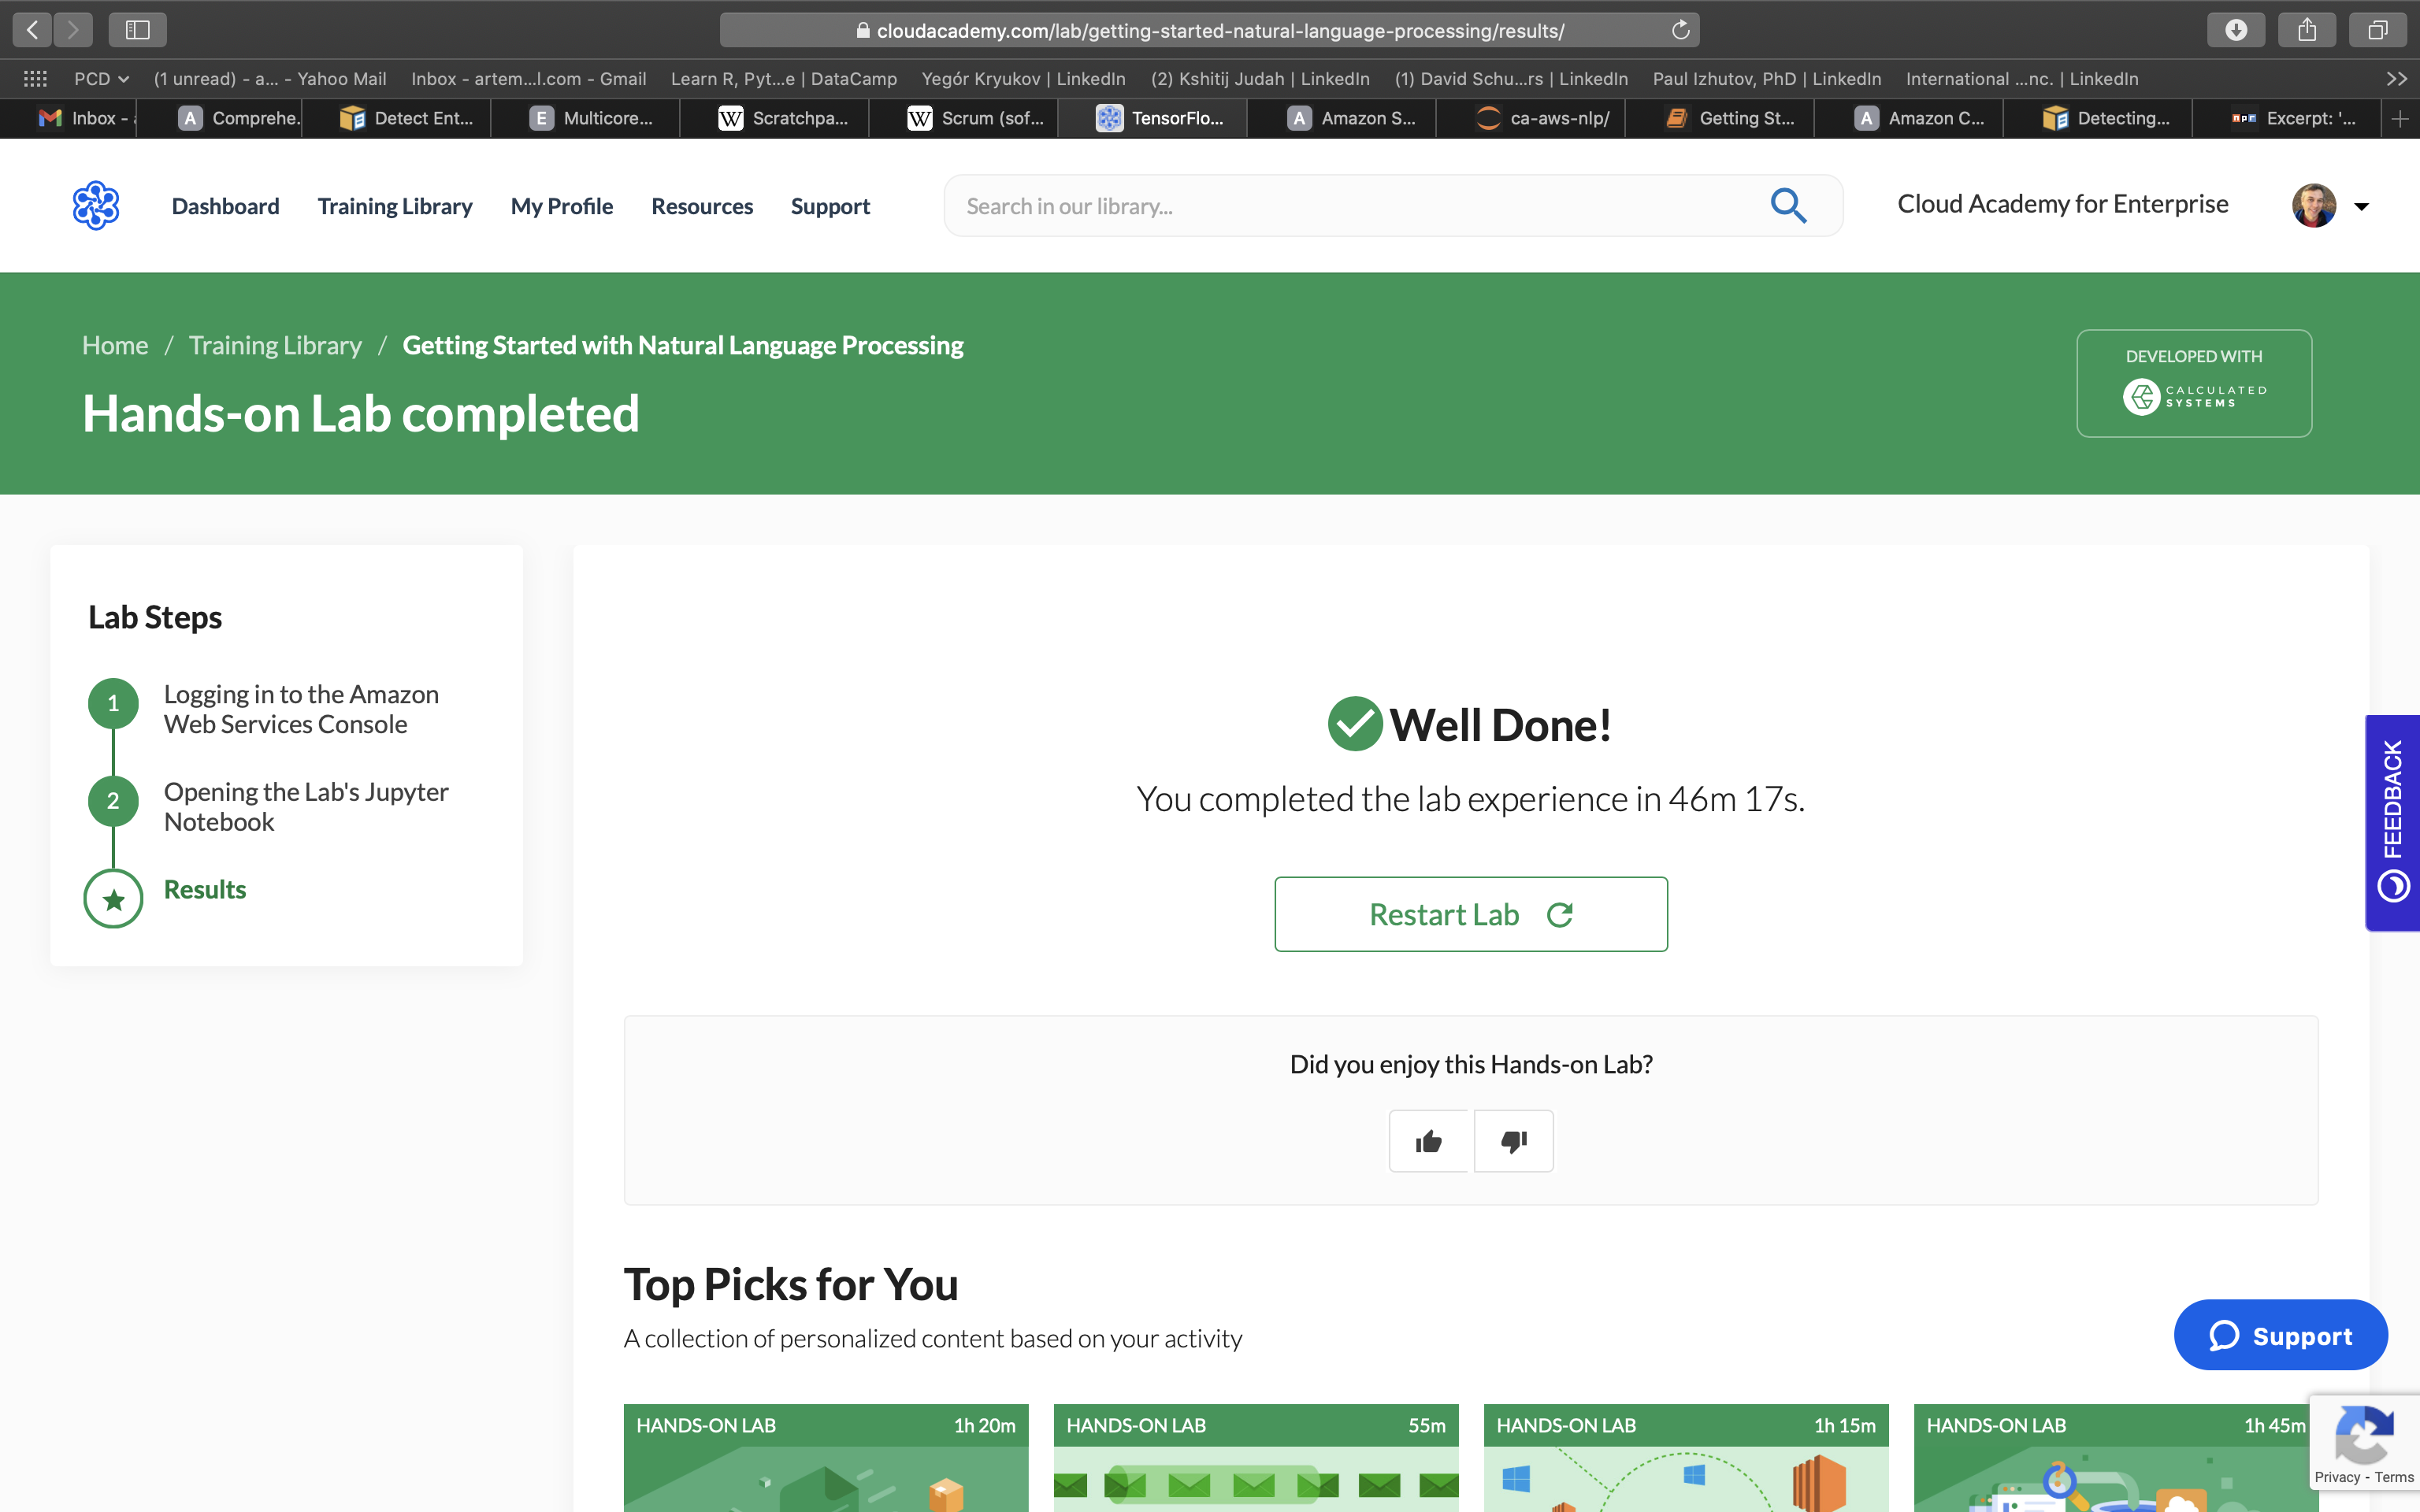 cloudacademy.com/lab/getting-started-natural-language-processing/results/
PCD
(1 unread) - a... - Yahoo Mail
Inbox - artem....l.com - Gmail
Learn R, Pyt...e | DataCamp
Yegór Kryukov | LinkedIn
(2) Kshitij Judah | LinkedIn
(1) David Schu...rs | LinkedIn
Paul Izhutov, PhD | LinkedIn
International ...nc. | LinkedIn
Inbox -
A Comprehe.
Detect Ent...
E Multicore...
W Scratchpa...
W Scrum (sof...
TensorFlo...
A Amazon S...
ca-aws-nlp/
Getting St...
A Amazon C...
Detecting...
npr Excerpt: '...
Dashboard
Training Library
My Profile
Resources
Support
Search in our library...
Cloud Academy for Enterprise
Home / Training Library / Getting Started with Natural Language Processing
Hands-on Lab completed
DEVELOPED WITH
CALCULATED
SYSTEMS
Lab Steps
1
Logging in to the Amazon
Web Services Console
2
Opening the Lab's Jupyter
Notebook
Results
Well Done!
You completed the lab experience in 46m 17s.
Restart Lab
Did you enjoy this Hands-on Lab?
FEEDBACK
Top Picks for You
A collection of personalized content based on your activity
Support
HANDS-ON LAB 1h 20m
HANDS-ON LAB 55m
HANDS-ON LAB 1h 15m
HANDS-ON LAB 1h 45m
Privacy - Terms